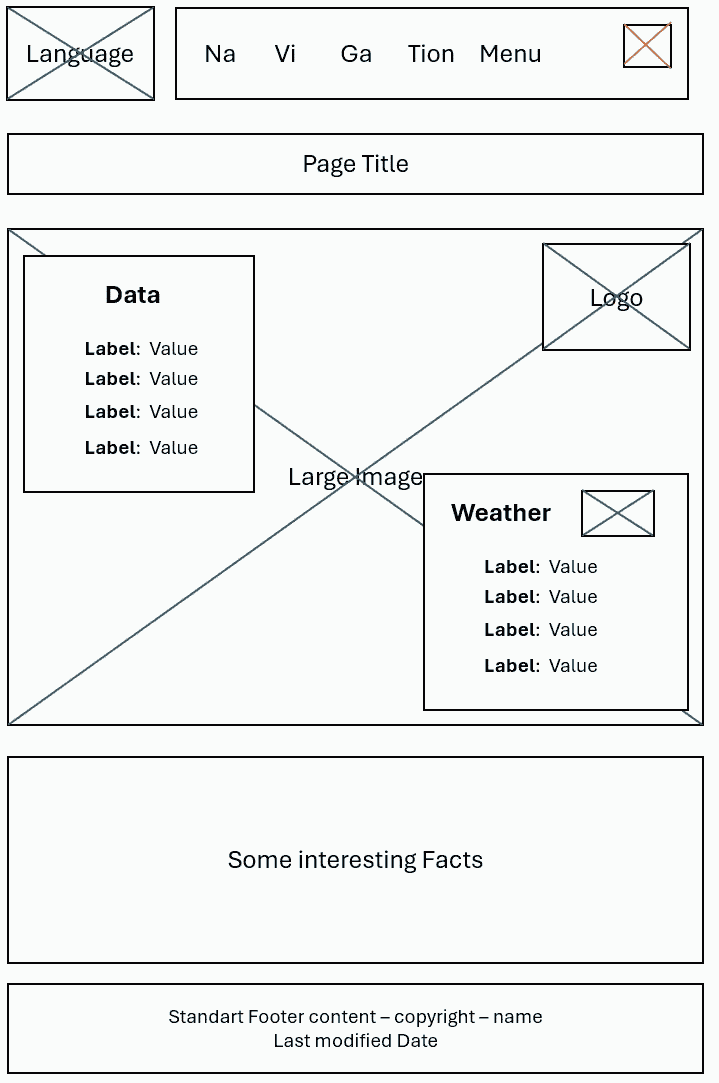 Language
Na Vi Ga Tion Menu
Page Title
Logo
Data
Label: Value
Label: Value
Label: Value
Label: Value
Large Image
Weather
Label: Value
Label: Value
Label: Value
Label: Value
Some interesting Facts
Standart Footer content – copyright – name
Last modified Date